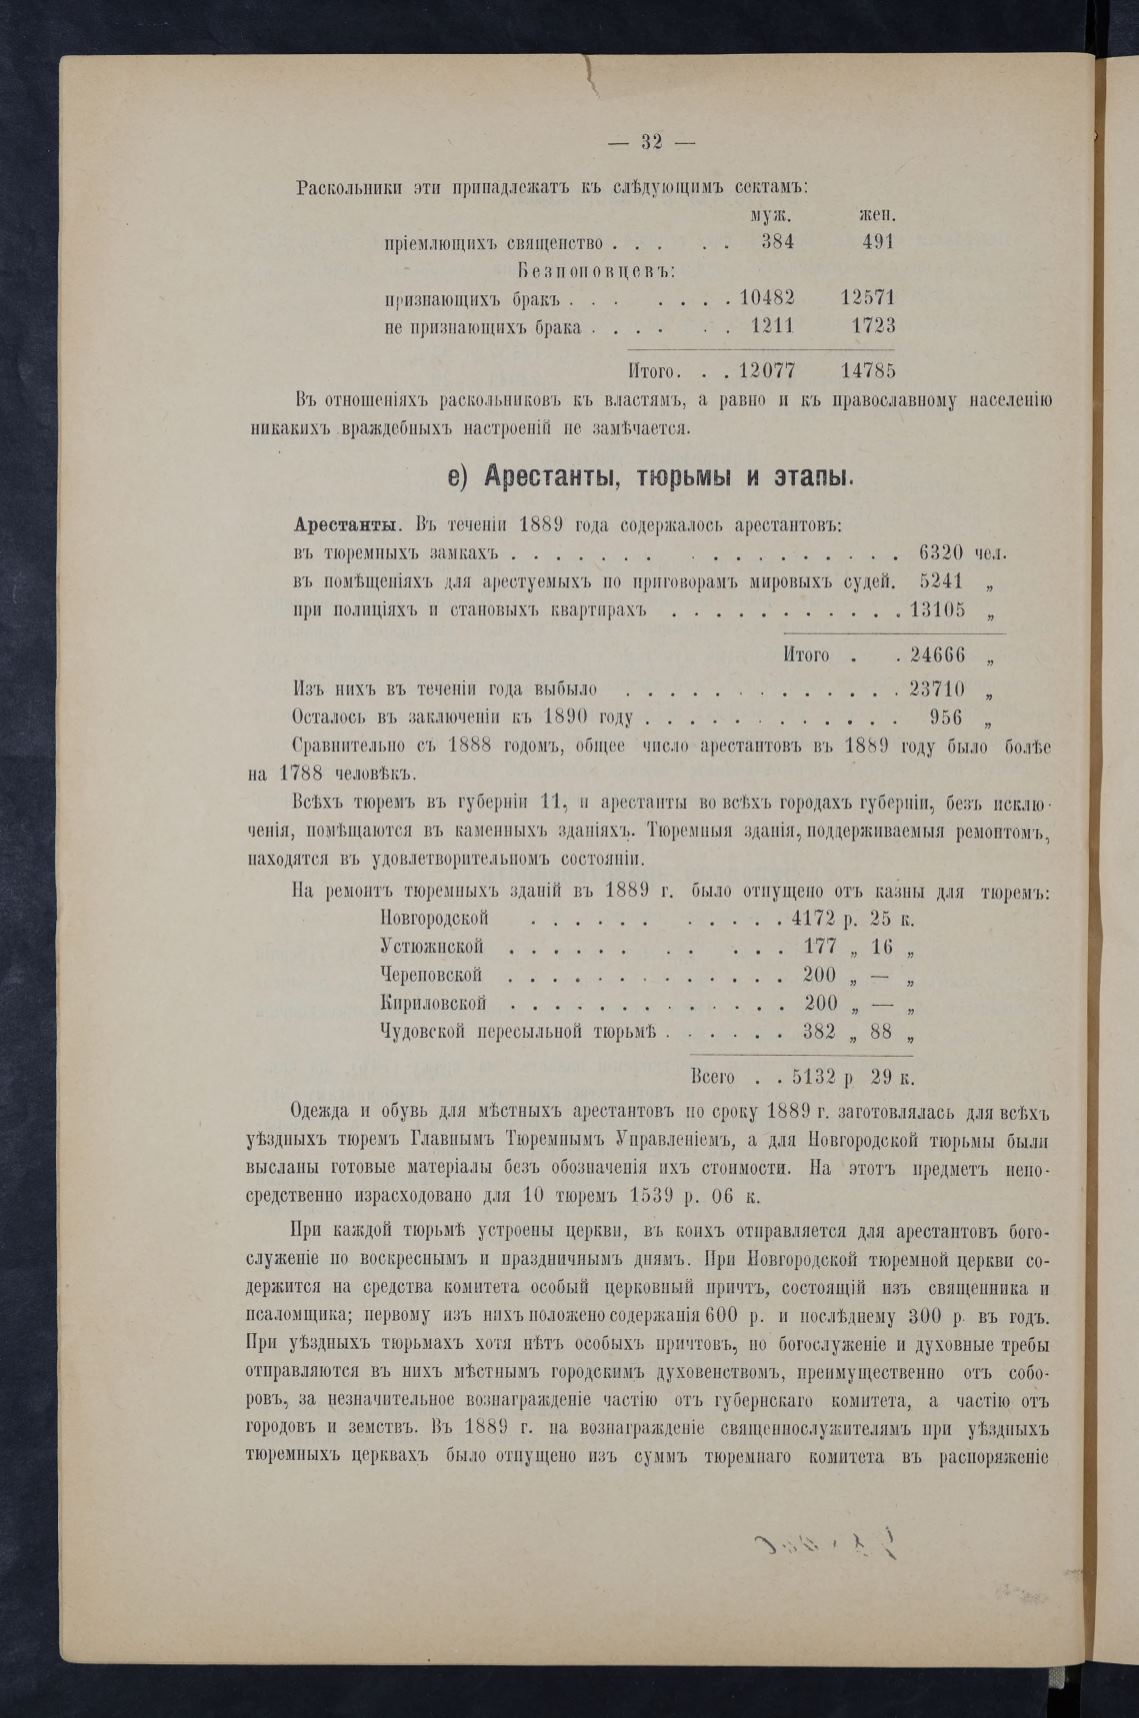 — 32 —
Раскольники эти принадлежатъ къ слѣдующимъ сектамъ:
муж. жен.
пріемлющихъ священство . . . . . 384 491
Безпоповцевъ:
признающихъ бракъ . . . . . . . 10482 12571
не признающихъ брака . . . . . . 1211 1723
Итого. . . 12077 14785
Въ отношеніяхъ раскольниковъ къ властямъ, а равно и къ православному населенію
никакихъ враждебныхъ настроеній не замѣчается.
е) Арестанты, тюрьмы и этапы.
Арестанты. Въ теченіи 1889 года содержалось арестантовъ:
въ тюремныхъ замкахъ . . . . . . . . . . . . . . . . . 6320 чел.
въ помѣщеніяхъ для арестуемыхъ по приговорамъ мировыхъ судей. 5241 „
при полиціяхъ и становыхъ квартирахъ . . . . . . . . . . . 13105 „
Итого . . 24666 „
Изъ нихъ въ теченіи года выбыло . . . . . . . . . . . . . 23710 „
Осталось въ заключеніи къ 1890 году . . . . . . . . . . . . 956 „
Сравнительно съ 1888 годомъ, общее число арестантовъ въ 1889 году было болѣе
на 1788 человѣкъ.
Всѣхъ тюремъ въ губерніи 11, и арестанты во всѣхъ городахъ губерніи, безъ исклю-
ченія, помѣщаются въ каменныхъ зданіяхъ. Тюремныя зданія, поддерживаемыя ремонтомъ,
находятся въ удовлетворительномъ состояніи.
На ремонтъ тюремныхъ зданій въ 1889 г. было отпущено отъ казны для тюремъ:
Новгородской . . . . . . . . . . . 4172 р. 25 к.
Устюжнской . . . . . . . . . . . 177 „ 16 „
Череповской . . . . . . . . . . . . . 200 „ — „
Кириловской . . . . . . . . . . . . . 200 „ — „
Чудовской пересыльной тюрьмѣ . . . . . . 382 „ 88 „
Всего . . 5132 р 29 к.
Одежда и обувь для мѣстныхъ арестантовъ по сроку 1889 г. заготовлялась для всѣхъ
уѣздныхъ тюремъ Главнымъ Тюремнымъ Управленіемъ, а для Новгородской тюрьмы были
высланы готовые матеріалы безъ обозначенія ихъ стоимости. На этотъ предметъ непо-
средственно израсходовано для 10 тюремъ 1539 р. 06 к.
При каждой тюрьмѣ устроены церкви, въ коихъ отправляется для арестантовъ бого-
служеніе по воскреснымъ и праздничнымъ днямъ. При Новгородской тюремной церкви со-
держится на средства комитета особый церковный причтъ, состоящій изъ священника и
псаломщика; первому изъ нихъ положено содержанія 600 р. и послѣднему 300 р. въ годъ.
При уѣздныхъ тюрьмахъ хотя нѣтъ особыхъ причтовъ, но богослуженіе и духовные требы
отправляются въ нихъ мѣстнымъ городскимъ духовенствомъ, преимущественно отъ собо-
ровъ, за незначительное вознагражденіе частію отъ губернскаго комитета, а частію отъ
городовъ и земствъ. Въ 1889 г. на вознагражденіе священнослужителямъ при уѣздныхъ
тюремныхъ церквахъ было отпущено изъ суммъ тюремнаго комитета въ распоряженіе